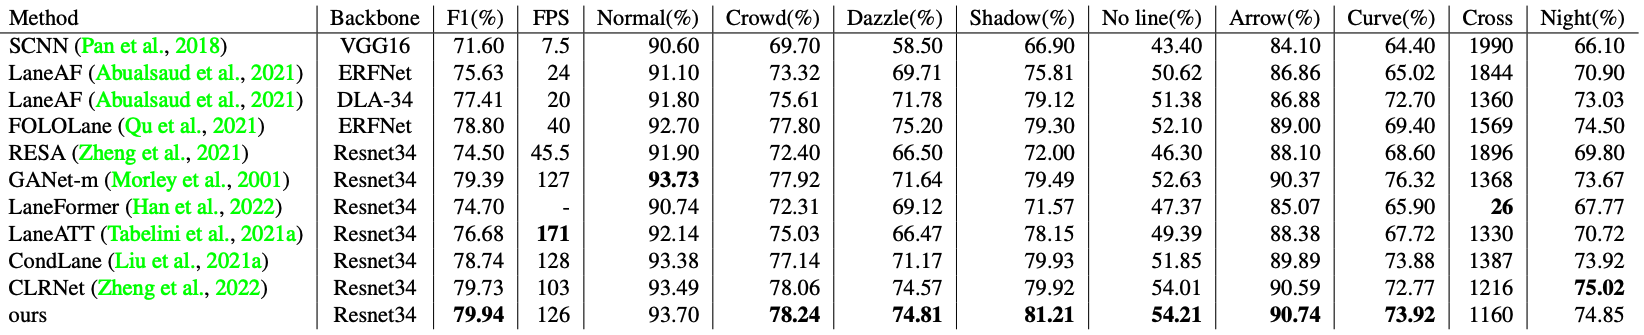 Method Backbone F1(%) FPS Normal(%) Crowd(%) Dazzle(%) Shadow(%) No line(%) Arrow(%) Curve(%) Cross Night(%)
SCNN (Pan et al., 2018) VGG16 71.60 7.5 90.60 69.70 58.50 66.90 43.40 84.10 64.40 1990 66.10
LaneAF (Abualsaud et al., 2021) ERFNet 75.63 24 91.10 73.32 69.71 75.81 50.62 86.86 65.02 1844 70.90
LaneAF (Abualsaud et al., 2021) DLA-34 77.41 20 91.80 75.61 71.78 79.12 51.38 86.88 72.70 1360 73.03
FOLOLane (Qu et al., 2021) ERFNet 78.80 40 92.70 77.80 75.20 79.30 52.10 89.00 69.40 1569 74.50
RESA (Zheng et al., 2021) Resnet34 74.50 45.5 91.90 72.40 66.50 72.00 46.30 88.10 68.60 1896 69.80
GANet-m (Morley et al., 2001) Resnet34 79.39 127 93.73 77.92 71.64 79.49 52.63 90.37 76.32 1368 73.67
LaneFormer (Han et al., 2022) Resnet34 74.70 - 90.74 72.31 69.12 71.57 47.37 85.07 65.90 26 67.77
LaneATT (Tabelini et al., 2021a) Resnet34 76.68 171 92.14 75.03 66.47 78.15 49.39 88.38 67.72 1330 70.72
CondLane (Liu et al., 2021a) Resnet34 78.74 128 93.38 77.14 71.17 79.93 51.85 89.89 73.88 1387 73.92
CLRNet (Zheng et al., 2022) Resnet34 79.73 103 93.49 78.06 74.57 79.92 54.01 90.59 72.77 1216 75.02
ours Resnet34 79.94 126 93.70 78.24 74.81 81.21 54.21 90.74 73.92 1160 74.85